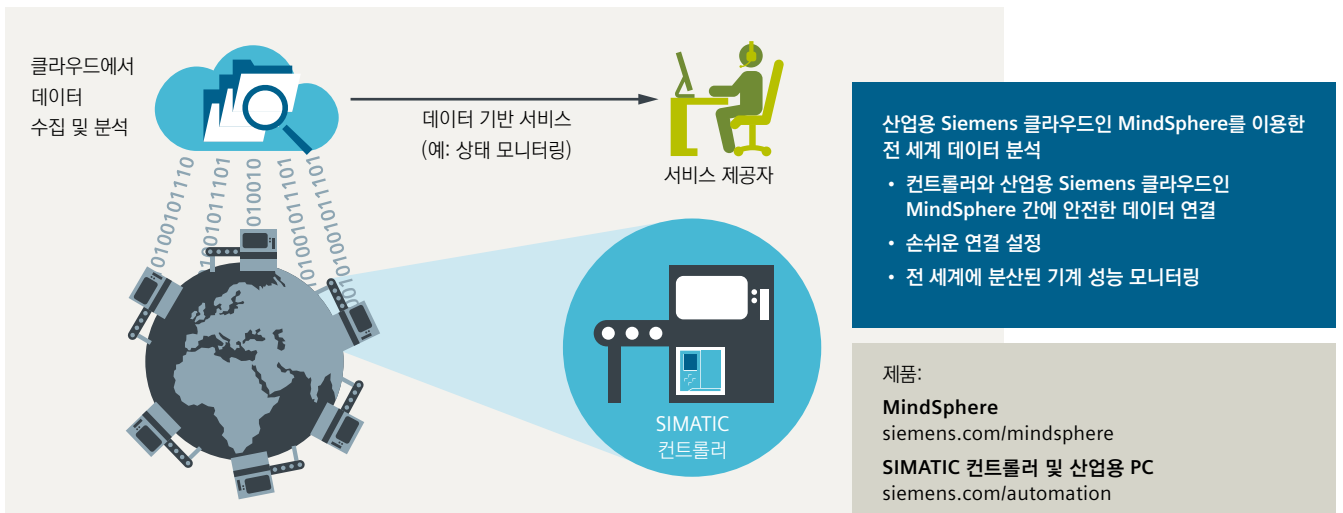 클라우드에서
데이터
수집 및 분석
데이터 기반 서비스
(예: 상태 모니터링)
서비스 제공자
SIMATIC
컨트롤러
산업용 Siemens 클라우드인 MindSphere를 이용한
전 세계 데이터 분석
• 컨트롤러와 산업용 Siemens 클라우드인
MindSphere 간에 안전한 데이터 연결
• 손쉬운 연결 설정
• 전 세계에 분산된 기계 성능 모니터링
제품:
MindSphere
siemens.com/mindsphere
SIMATIC 컨트롤러 및 산업용 PC
siemens.com/automation